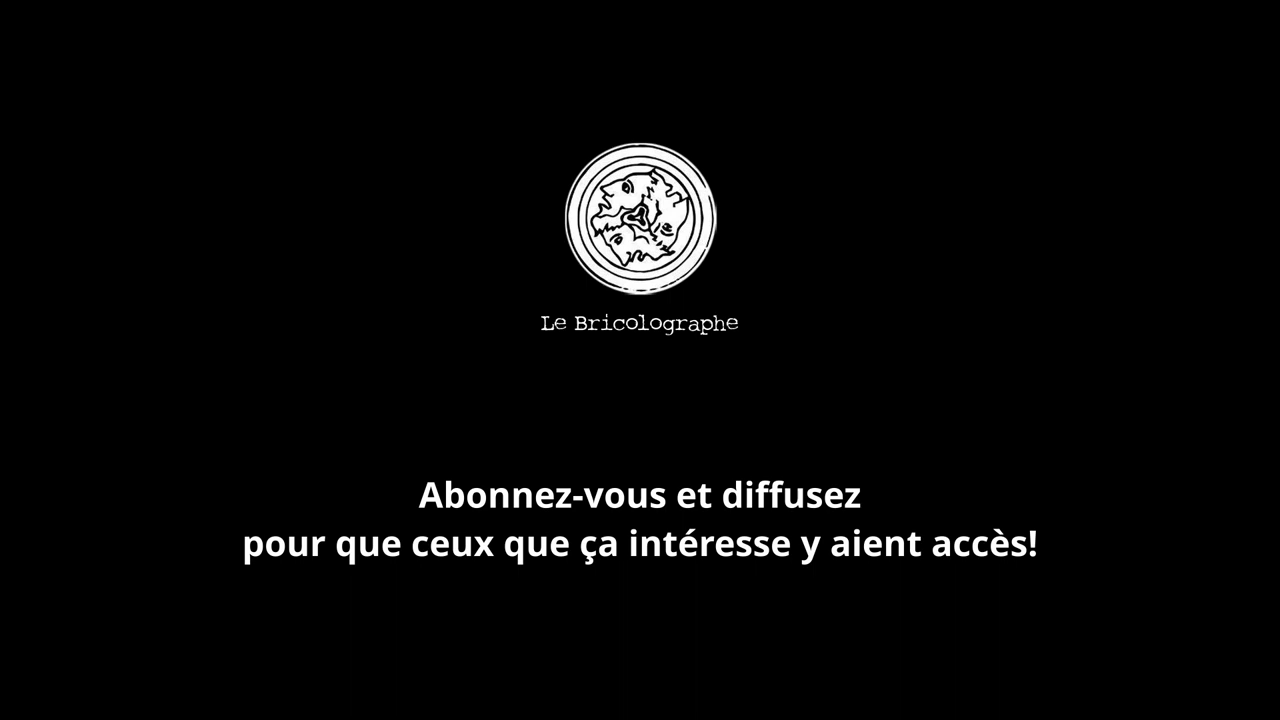 Le Bricolographe
Abonnez-vous et diffusez
pour que ceux que ça intéresse y aient accès!